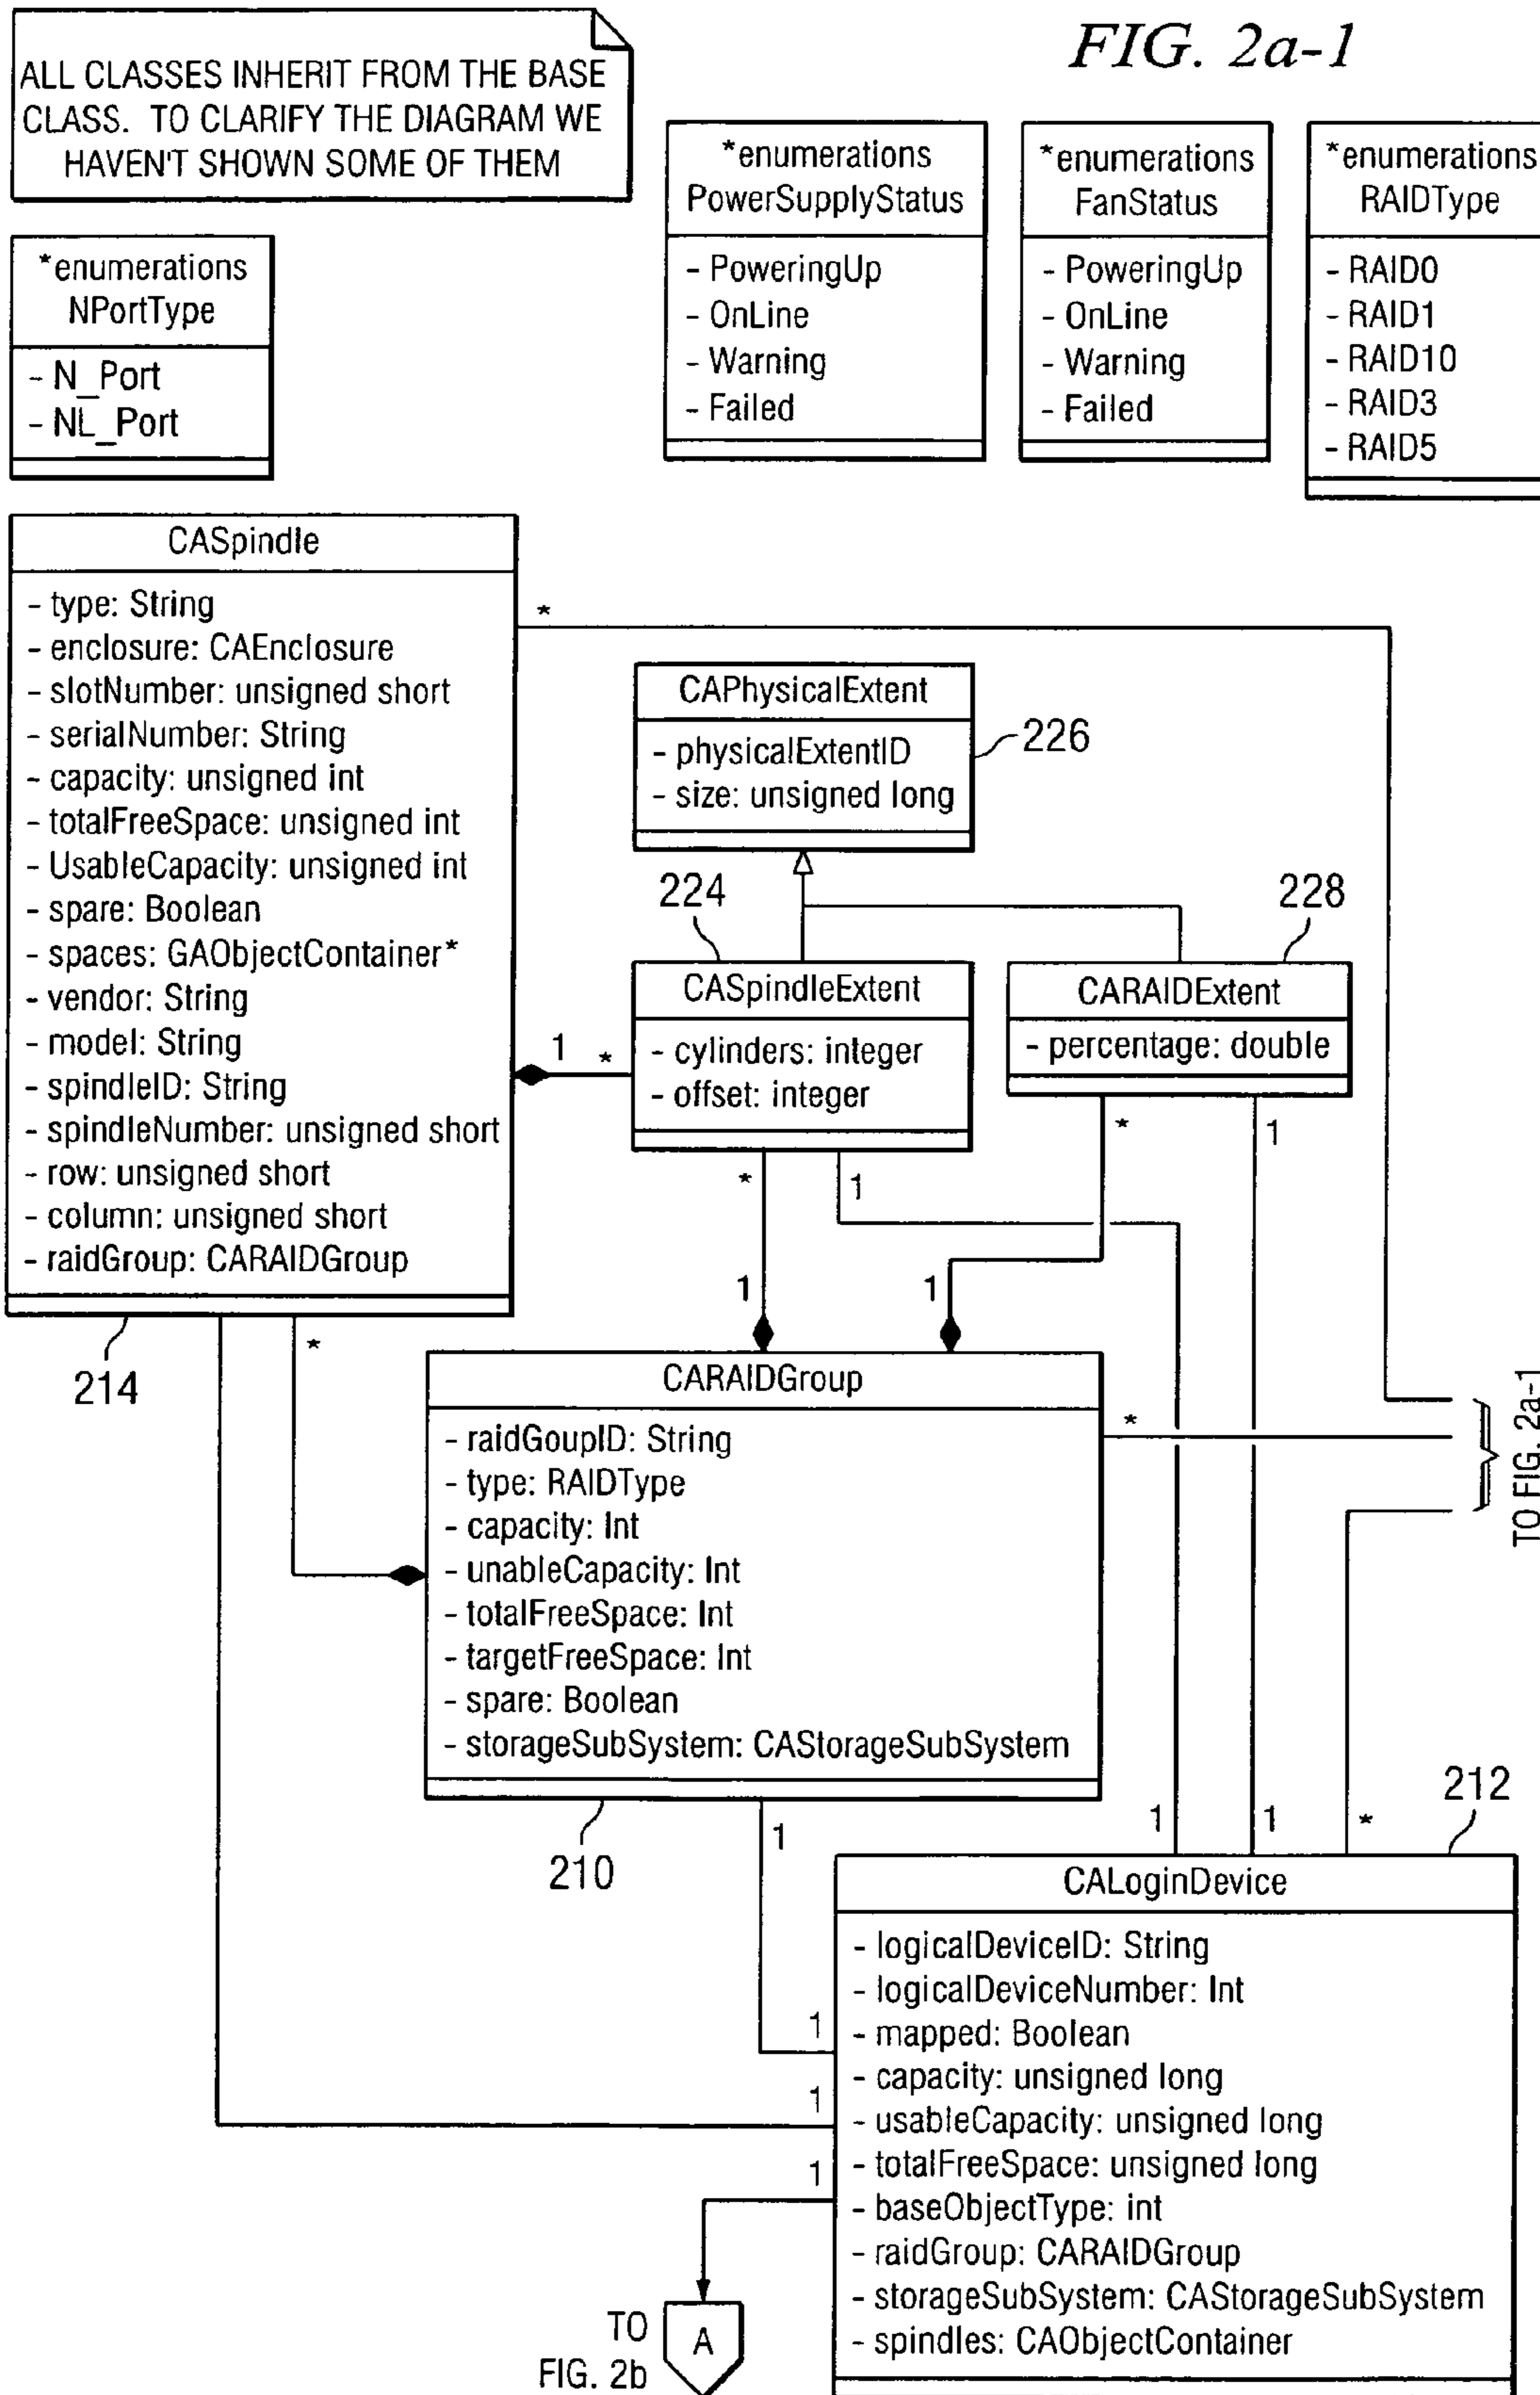 FIG. 2a-1
ALL CLASSES INHERIT FROM THE BASE
CLASS. TO CLARIFY THE DIAGRAM WE
HAVEN'T SHOWN SOME OF THEM
*enumerations
PowerSupplyStatus
- PoweringUp
- OnLine
- Warning
- Failed
*enumerations
FanStatus
- PoweringUp
- OnLine
- Warning
- Failed
*enumerations
RAIDType
- RAID0
- RAID1
- RAID10
- RAID3
- RAID5
*enumerations
NPortType
- N_Port
- NL_Port
CASpindle
- type: String
- enclosure: CAEnclosure
- slotNumber: unsigned short
- serialNumber: String
- capacity: unsigned int
- totalFreeSpace: unsigned int
- UsableCapacity: unsigned int
- spare: Boolean
- spaces: GAObjectContainer*
- vendor: String
- model: String
- spindleID: String
- spindleNumber: unsigned short
- row: unsigned short
- column: unsigned short
- raidGroup: CARAIDGroup
214
*
CAPhysicalExtent
- physicalExtentID
- size: unsigned long
226
224
228
CASpindleExtent
- cylinders: integer
- offset: integer
CARAIDExtent
- percentage: double
1
*
*
1
*
1
1
1
*
CARAIDGroup
- raidGoupID: String
- type: RAIDType
- capacity: Int
- unableCapacity: Int
- totalFreeSpace: Int
- targetFreeSpace: Int
- spare: Boolean
- storageSubSystem: CAStorageSubSystem
*
TO FIG. 2a-1
210
1
1
1
*
212
CALoginDevice
- logicalDeviceID: String
- logicalDeviceNumber: Int
- mapped: Boolean
- capacity: unsigned long
- usableCapacity: unsigned long
- totalFreeSpace: unsigned long
- baseObjectType: int
- raidGroup: CARAIDGroup
- storageSubSystem: CAStorageSubSystem
- spindles: CAObjectContainer
1
1
1
TO
FIG. 2b
A